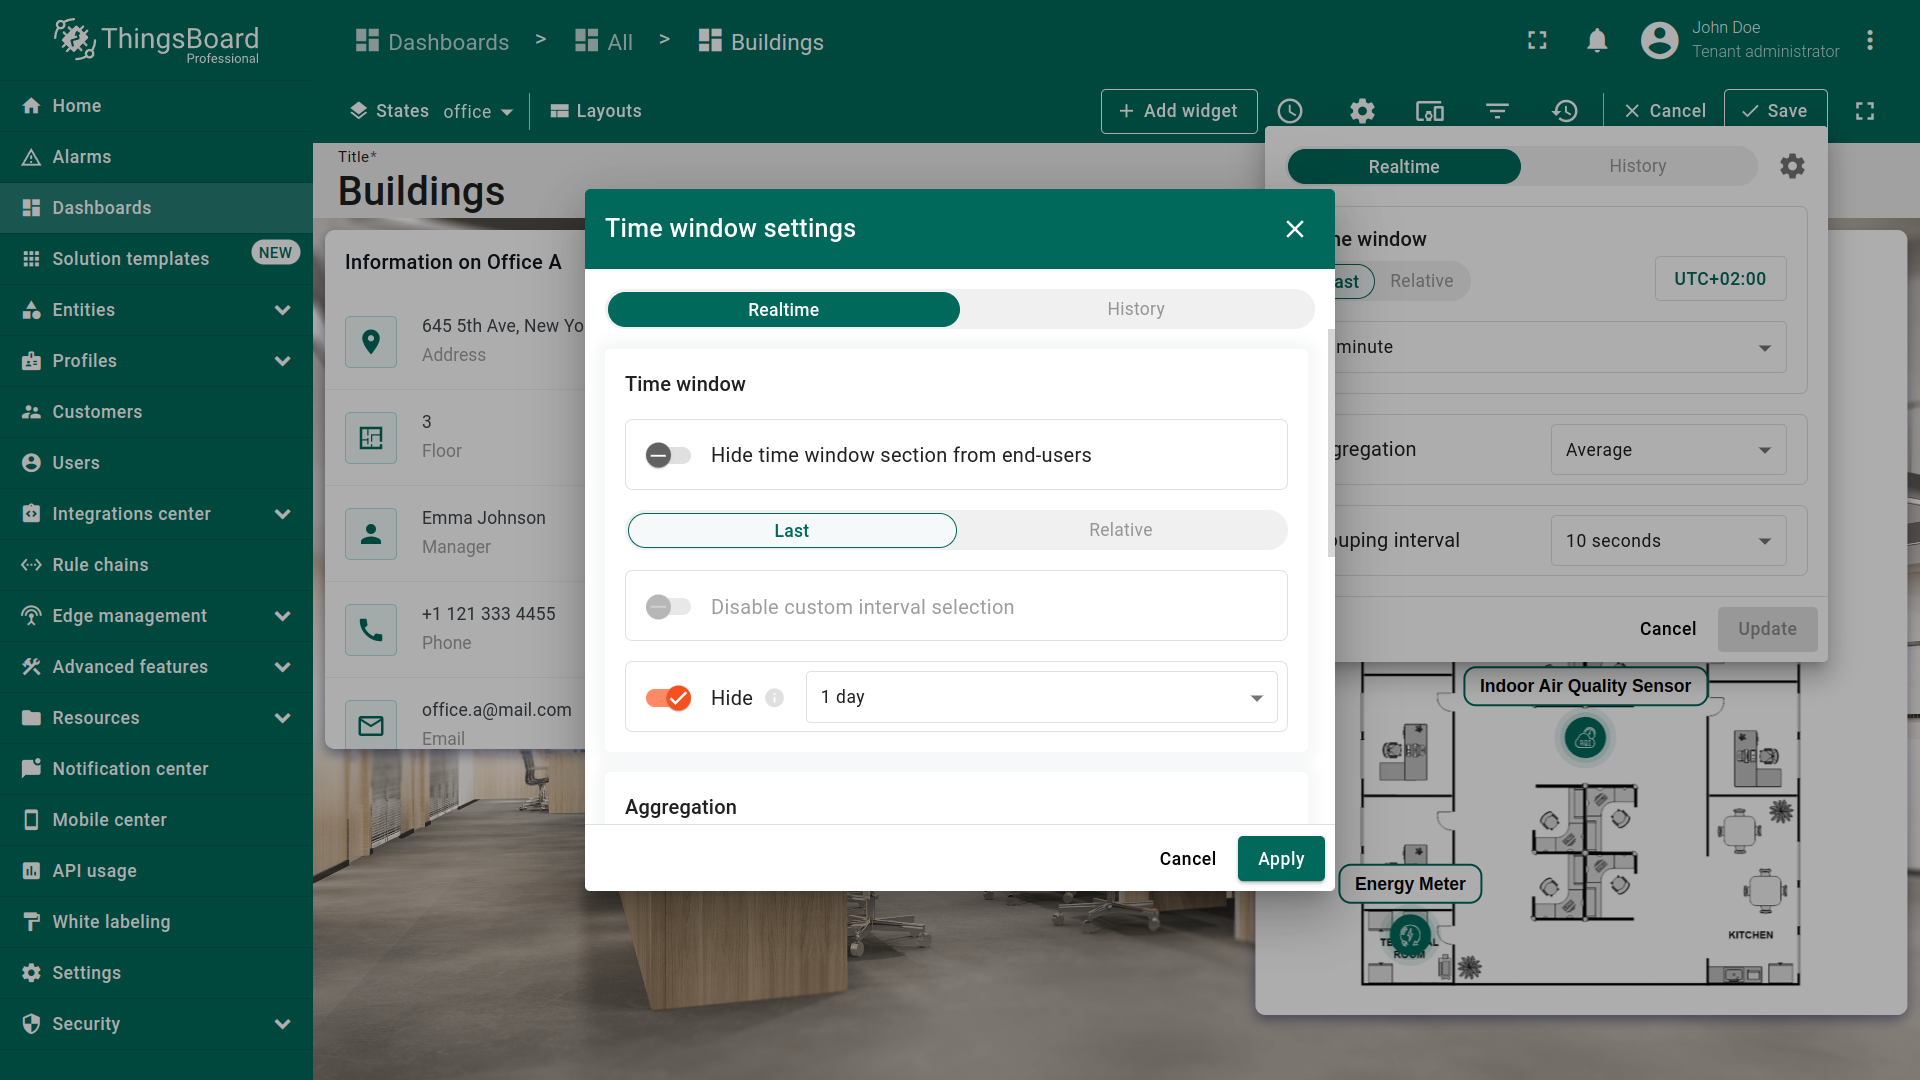 ThingsBoard
Professional
Dashboards > All > Buildings
John Doe
Tenant administrator
Home
Alarms
Dashboards
Solution templates NEW
Entities
Profiles
Customers
Users
Integrations center
Rule chains
Edge management
Advanced features
Resources
Notification center
Mobile center
API usage
White labeling
Settings
Security
States office Layouts
+ Add widget Cancel Save
Title*
Buildings
Information on Office A
645 5th Ave, New Yo
Address
3
Floor
Emma Johnson
Manager
+1 121 333 4455
Phone
office.a@mail.com
Email
Time window settings
Realtime History
Time window
Hide time window section from end-users
Last Relative
Disable custom interval selection
Hide 1 day
Aggregation
Cancel Apply
Realtime History
ne window
ast Relative
UTC+02:00
minute
gregation Average
ouping interval 10 seconds
Cancel Update
Indoor Air Quality Sensor
Energy Meter
KITCHEN
ROOM